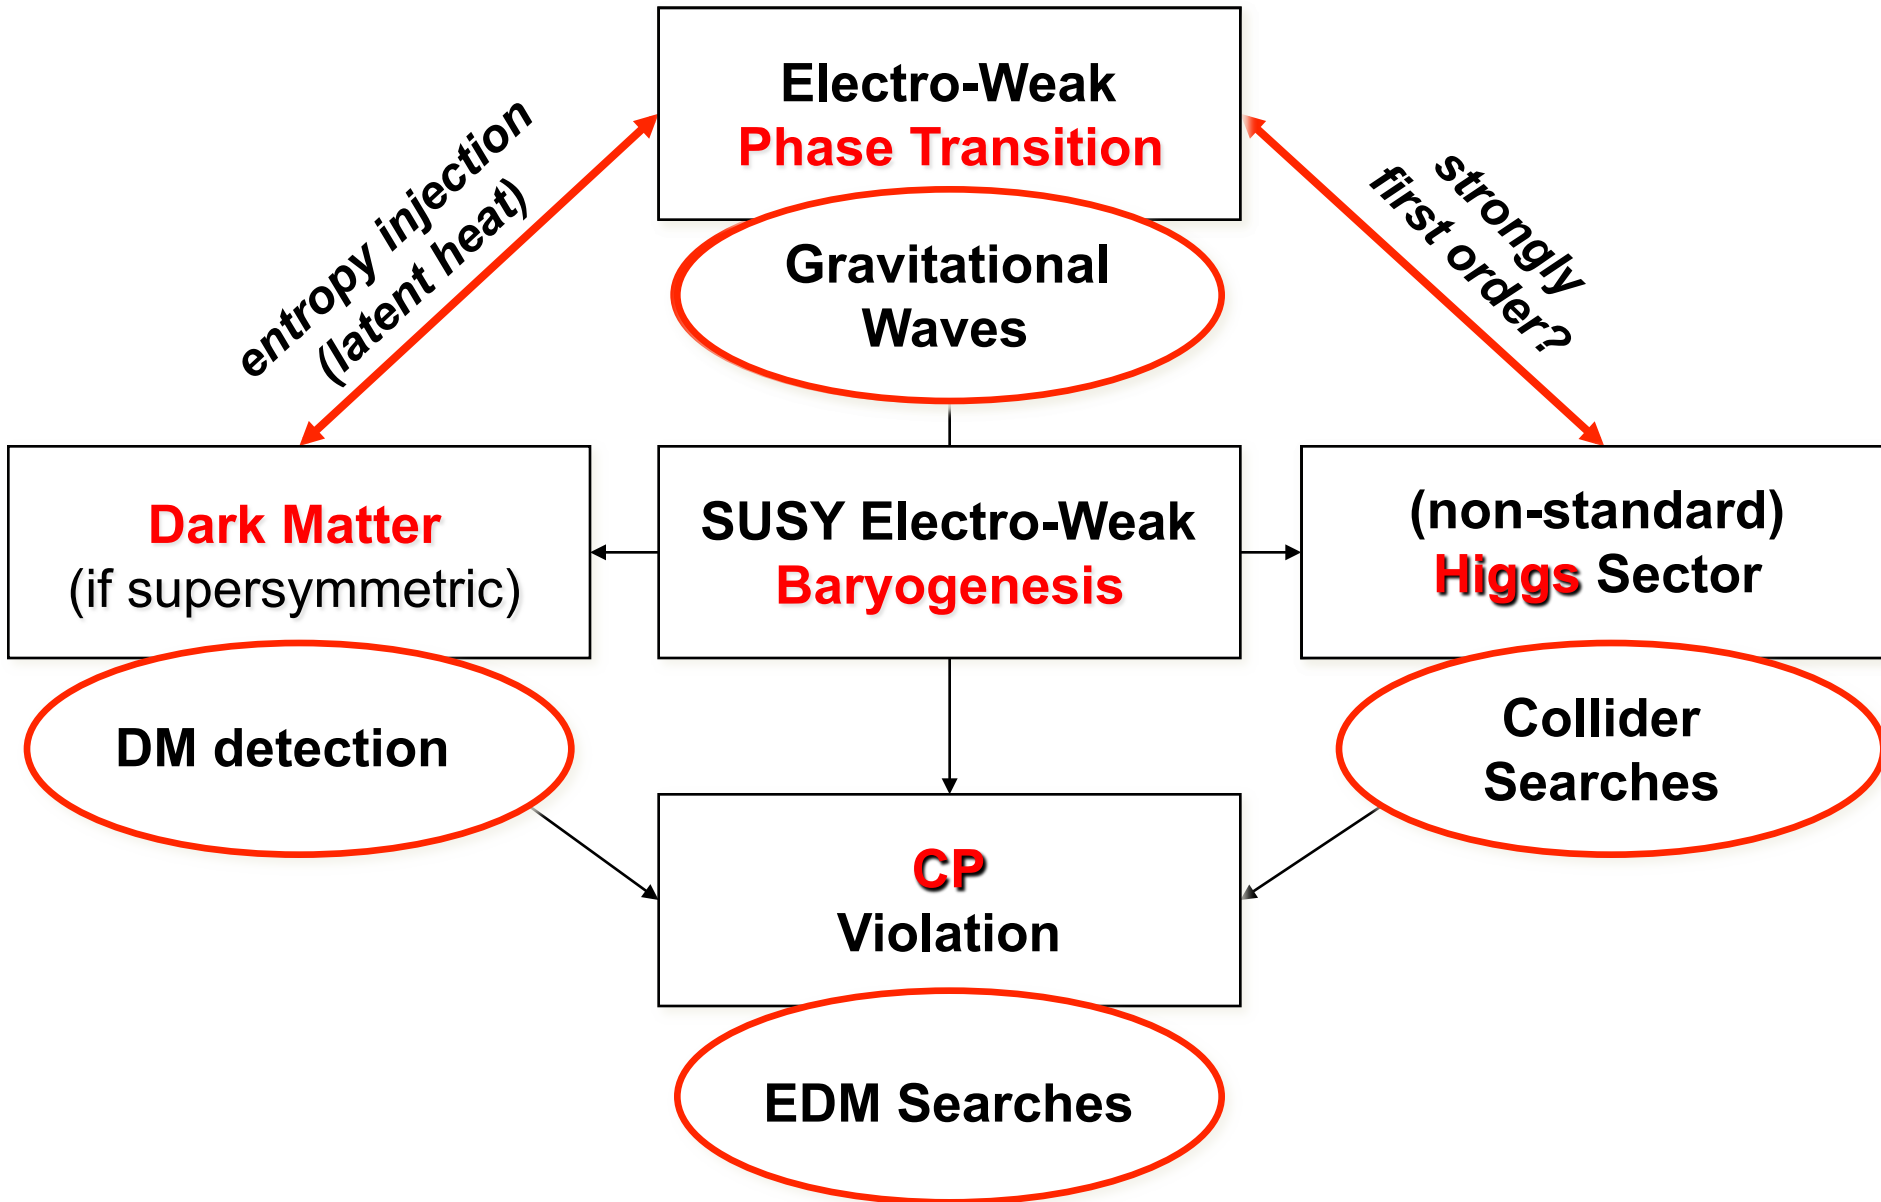 Electro-Weak
Phase Transition
entropy injection
(latent heat)
strongly
first order?
Gravitational
Waves
Dark Matter
(if supersymmetric)
SUSY Electro-Weak
Baryogenesis
(non-standard)
Higgs Sector
DM detection
Collider
Searches
CP
Violation
EDM Searches